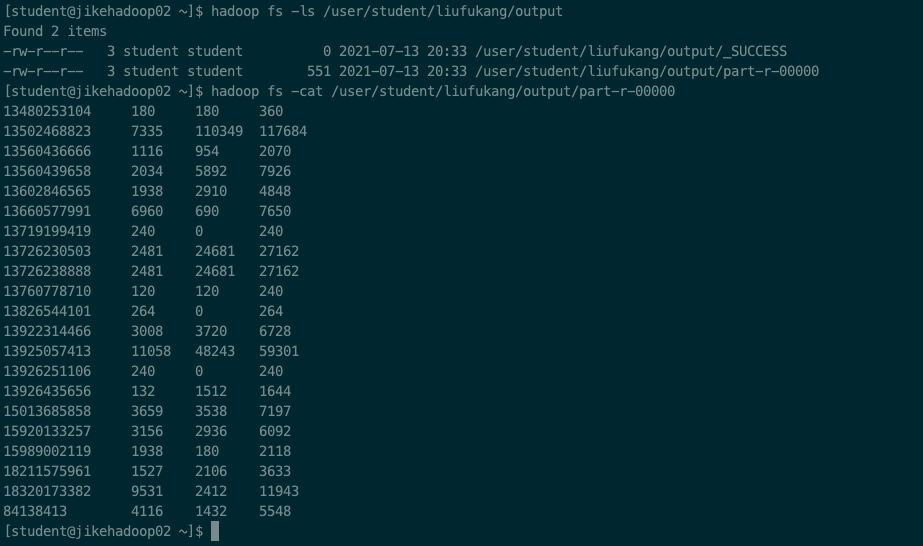 [student@jikehadoop02 ~]$ hadoop fs -ls /user/student/liufukang/output
Found 2 items
-rw-r--r--   3 student student          0 2021-07-13 20:33 /user/student/liufukang/output/_SUCCESS
-rw-r--r--   3 student student        551 2021-07-13 20:33 /user/student/liufukang/output/part-r-00000
[student@jikehadoop02 ~]$ hadoop fs -cat /user/student/liufukang/output/part-r-00000
13480253104     180     180     360
13502468823     7335    110349  117684
13560436666     1116    954     2070
13560439658     2034    5892    7926
13602846565     1938    2910    4848
13660577991     6960    690     7650
13719199419     240     0       240
13726230503     2481    24681   27162
13726238888     2481    24681   27162
13760778710     120     120     240
13826544101     264     0       264
13922314466     3008    3720    6728
13925057413     11058   48243   59301
13926251106     240     0       240
13926435656     132     1512    1644
15013685858     3659    3538    7197
15920133257     3156    2936    6092
15989002119     1938    180     2118
18211575961     1527    2106    3633
18320173382     9531    2412    11943
84138413        4116    1432    5548
[student@jikehadoop02 ~]$